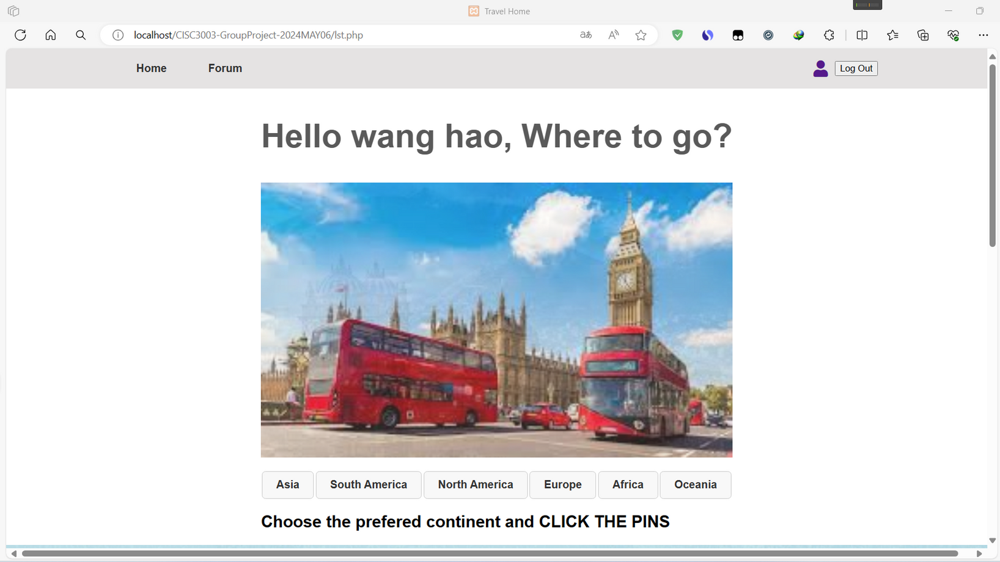 Travel Home
localhost/CISC3003-GroupProject-2024MAY06/lst.php
Home
Forum
Log Out
Hello wang hao, Where to go?
Asia
South America
North America
Europe
Africa
Oceania
Choose the prefered continent and CLICK THE PINS